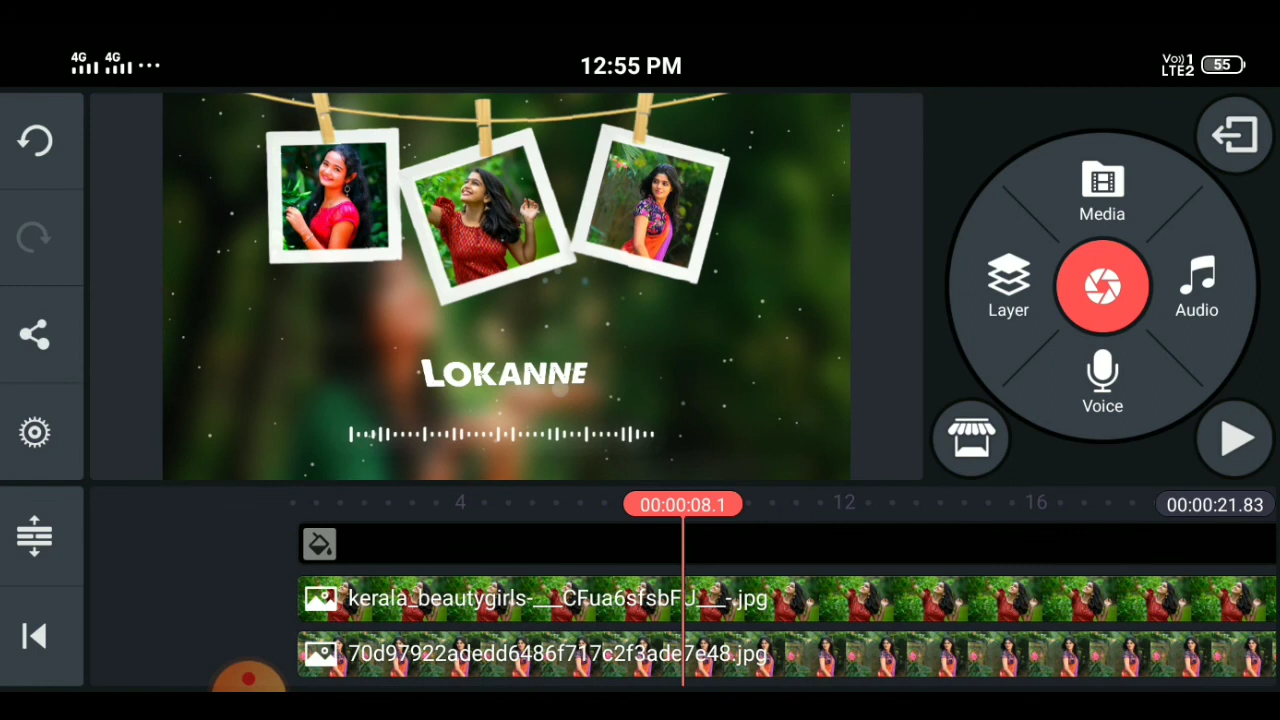 4G 4G
12:55 PM
Vo)) 1
LTE2
55
Media
Layer
Audio
Voice
LOKANNE
4
00:00:08.1
12
16
00:00:21.83
kerala_beautygirls-___CFua6sfsbFJ___-.jpg
70d97922adedd6486f717c2f3ade7e48.jpg